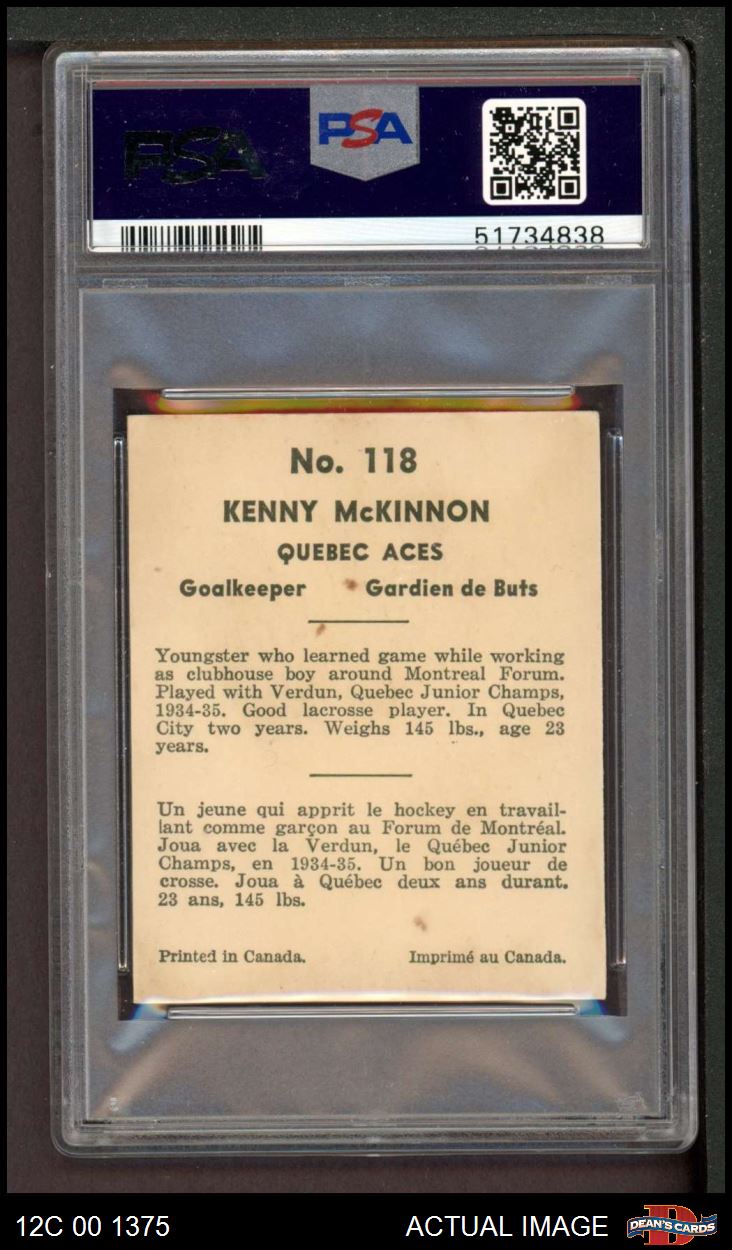 PSA
PSA
51734838
No. 118
KENNY McKINNON
QUEBEC ACES
Goalkeeper Gardien de Buts
Youngster who learned game while working
as clubhouse boy around Montreal Forum.
Played with Verdun, Quebec Junior Champs,
1934-35. Good lacrosse player. In Quebec
City two years. Weighs 145 lbs., age 23
years.
Un jeune qui apprit le hockey en travail-
lant comme garçon au Forum de Montréal.
Joua avec la Verdun, le Québec Junior
Champs, en 1934-35. Un bon joueur de
crosse. Joua à Québec deux ans durant.
23 ans, 145 lbs.
Printed in Canada. Imprimé au Canada.
12C 00 1375 ACTUAL IMAGE DEAN'S CARDS